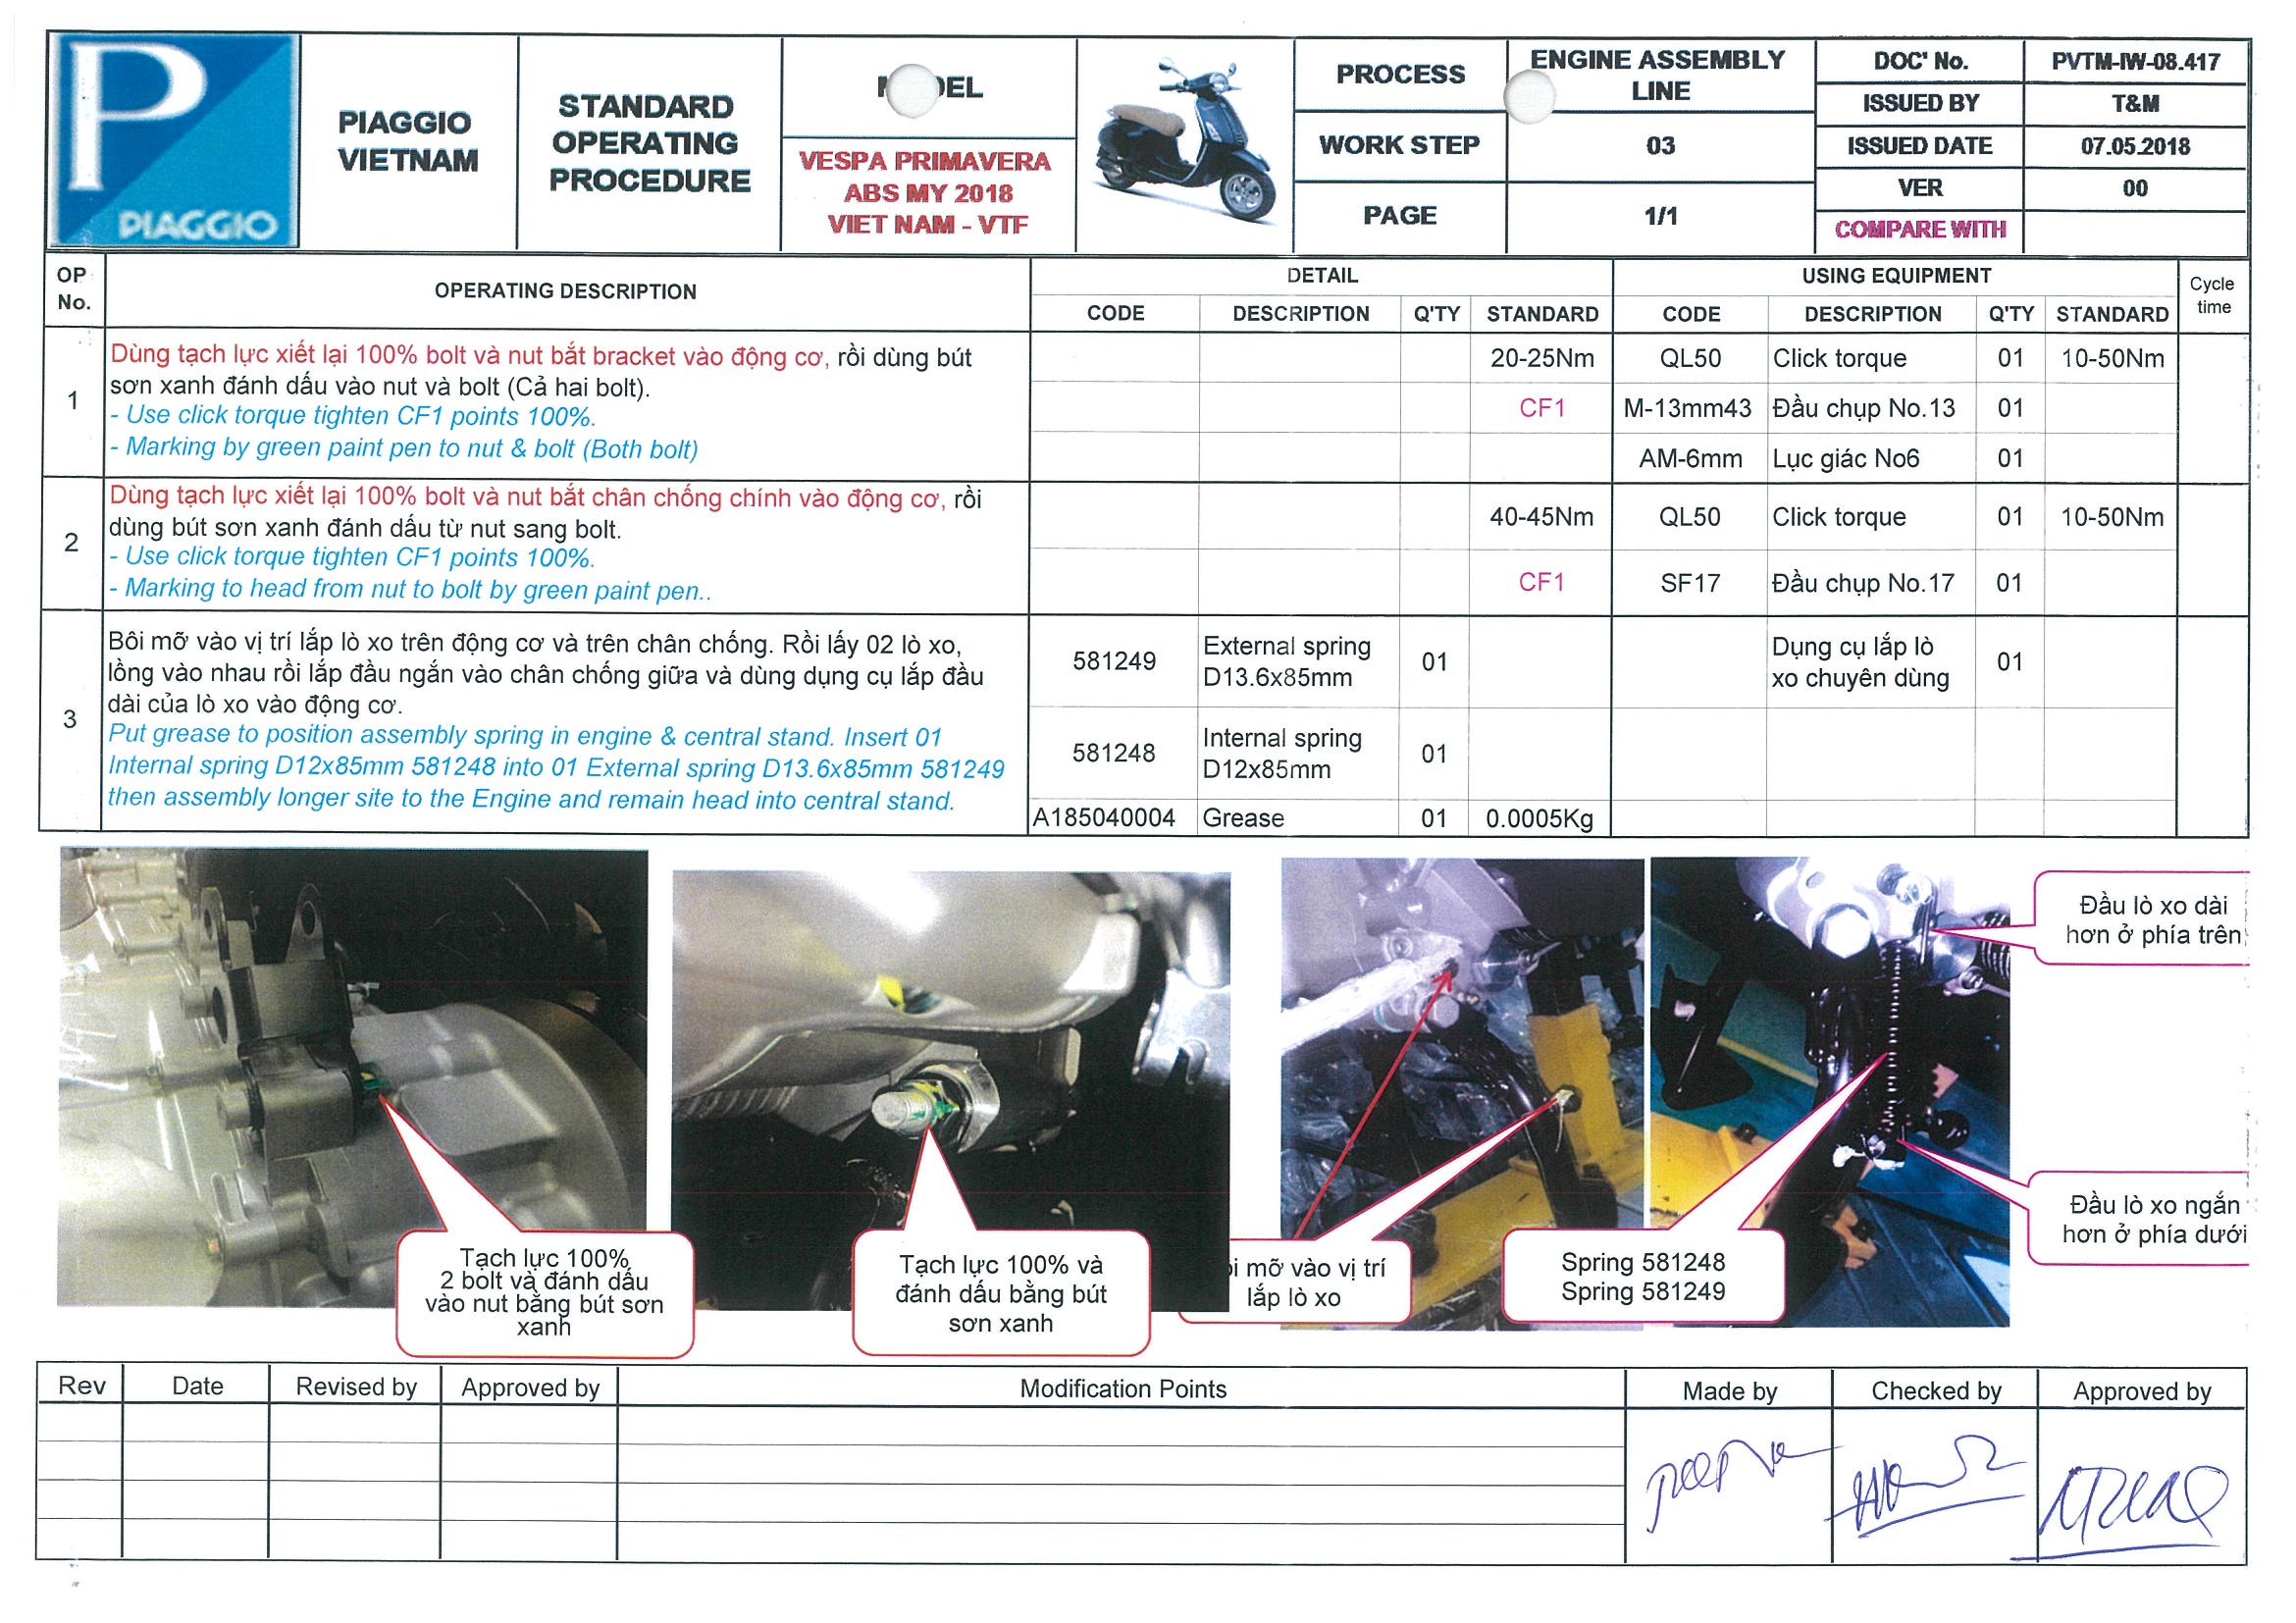 PIAGGIO
PIAGGIO
VIETNAM
STANDARD
OPERATING
PROCEDURE
VESPA PRIMAVERA
ABS MY 2018
VIET NAM - VTF
PROCESS
ENGINE ASSEMBLY
LINE
WORK STEP
03
PAGE
1/1
DOC' No.
PVTM-IW-08.417
ISSUED BY
T&M
ISSUED DATE
07.05.2018
VER
00
COMPARE WITH
OP
No.
OPERATING DESCRIPTION
DETAIL
USING EQUIPMENT
Cycle
time
CODE DESCRIPTION Q'TY STANDARD CODE DESCRIPTION Q'TY STANDARD
1
Dùng tạch lực xiết lại 100% bolt và nut bắt bracket vào động cơ, rồi dùng bút
sơn xanh đánh dấu vào nut và bolt (Cả hai bolt).
- Use click torque tighten CF1 points 100%.
- Marking by green paint pen to nut & bolt (Both bolt)
20-25Nm QL50 Click torque 01 10-50Nm
CF1 M-13mm43 Đầu chụp No.13 01
AM-6mm Lục giác No6 01
2
Dùng tạch lực xiết lại 100% bolt và nut bắt chân chống chính vào động cơ, rồi
dùng bút sơn xanh đánh dấu từ nut sang bolt.
- Use click torque tighten CF1 points 100%.
- Marking to head from nut to bolt by green paint pen..
40-45Nm QL50 Click torque 01 10-50Nm
CF1 SF17 Đầu chụp No.17 01
3
Bôi mỡ vào vị trí lắp lò xo trên động cơ và trên chân chống. Rồi lấy 02 lò xo,
lồng vào nhau rồi lắp đầu ngắn vào chân chống giữa và dùng dụng cụ lắp đầu
dài của lò xo vào động cơ.
Put grease to position assembly spring in engine & central stand. Insert 01
Internal spring D12x85mm 581248 into 01 External spring D13.6x85mm 581249
then assembly longer site to the Engine and remain head into central stand.
581249 External spring
D13.6x85mm 01
Dụng cụ lắp lò
xo chuyên dùng 01
581248 Internal spring
D12x85mm 01
A185040004 Grease 01 0.0005Kg
Đầu lò xo dài
hơn ở phía trên
Đầu lò xo ngắn
hơn ở phía dưới
Tạch lực 100%
2 bolt và đánh dấu
vào nut bằng bút sơn
xanh
Tạch lực 100% và
đánh dấu bằng bút
sơn xanh
i mỡ vào vị trí
lắp lò xo
Spring 581248
Spring 581249
Rev Date Revised by Approved by Modification Points Made by Checked by Approved by